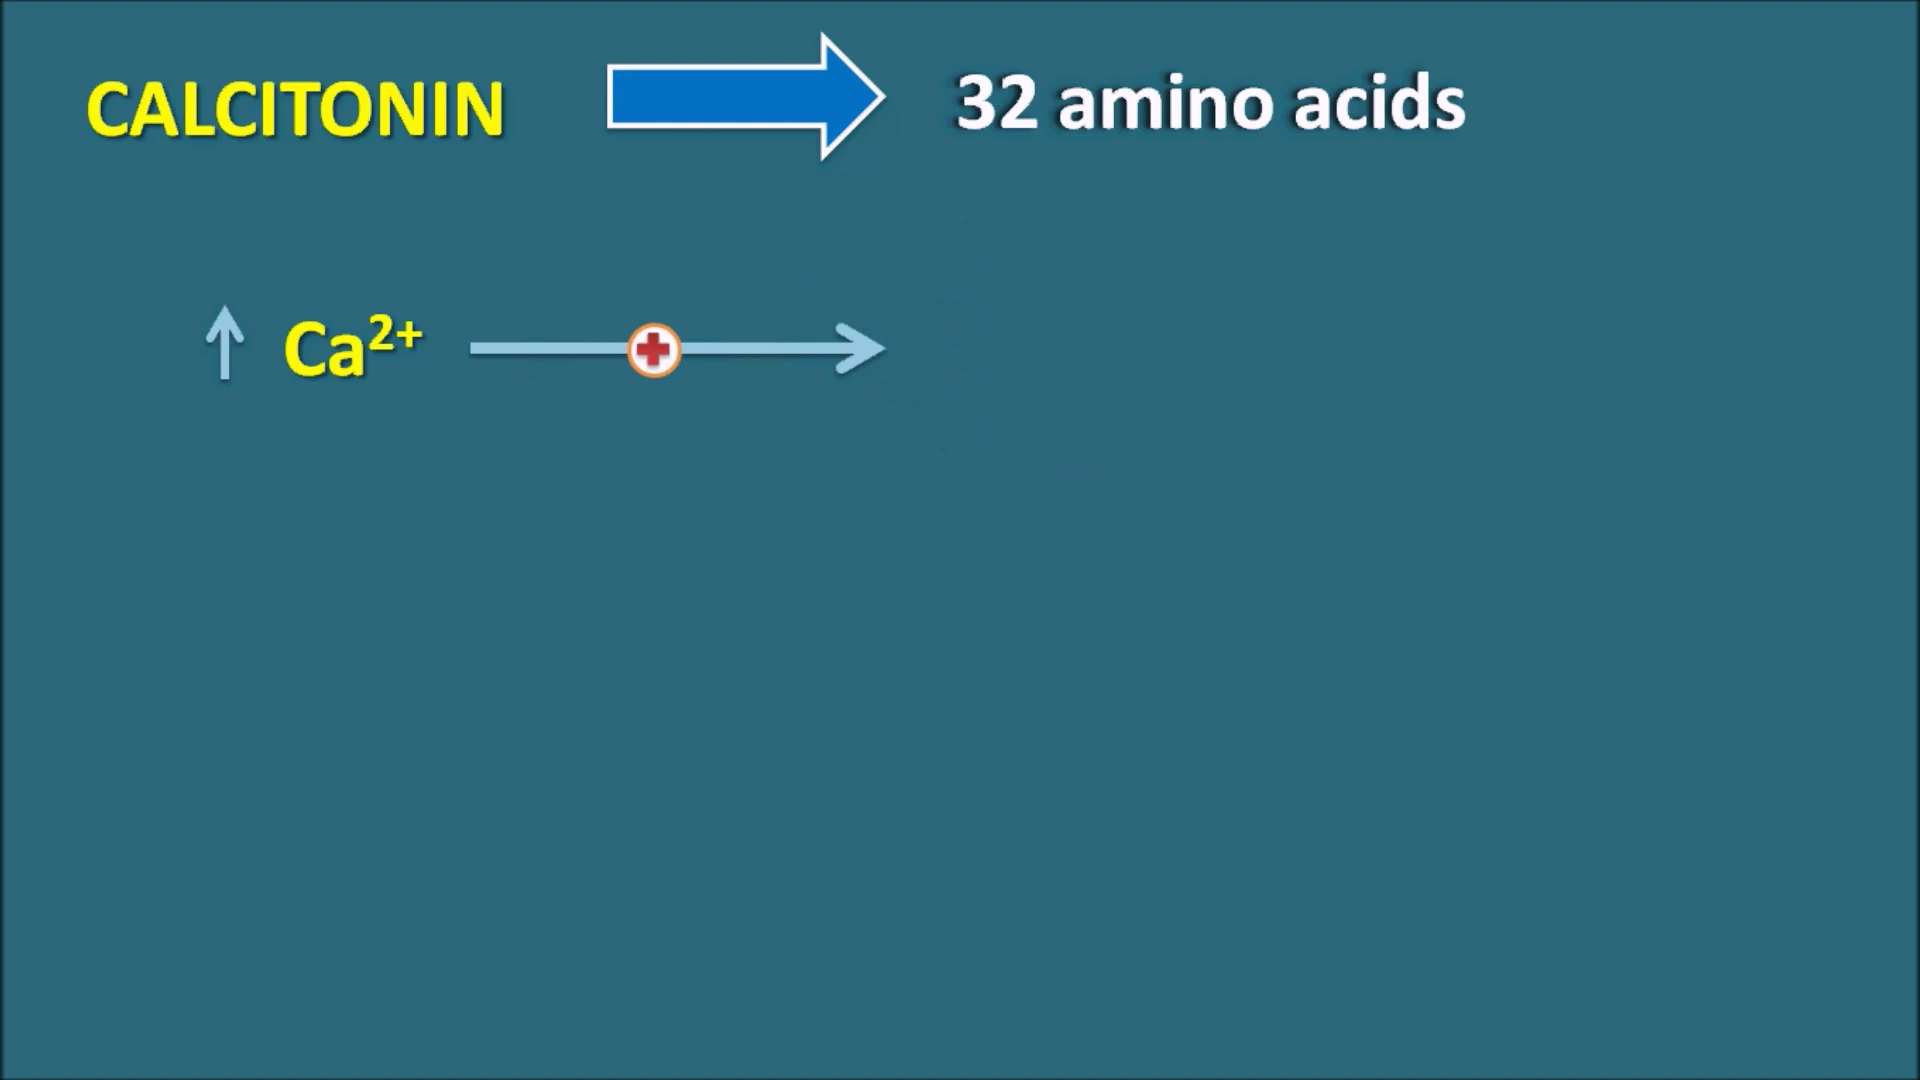 CALCITONIN 32 amino acids
↑ Ca²⁺